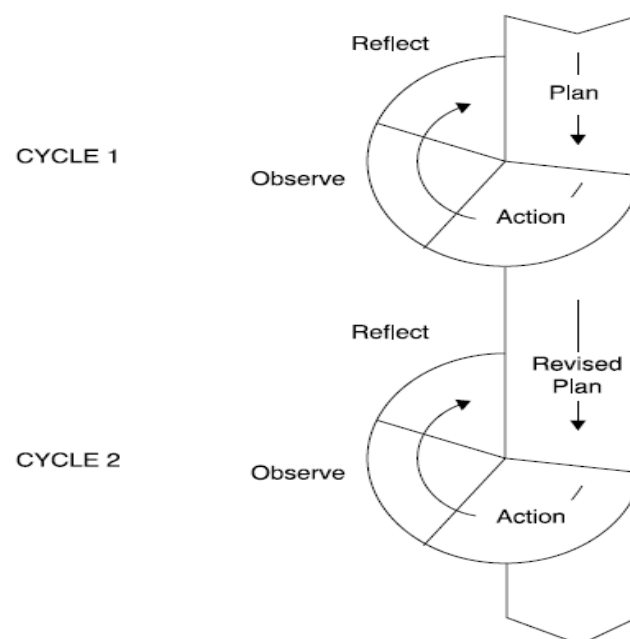 Reflect
Plan
CYCLE 1
Observe
Action
Reflect
Revised
Plan
CYCLE 2
Observe
Action